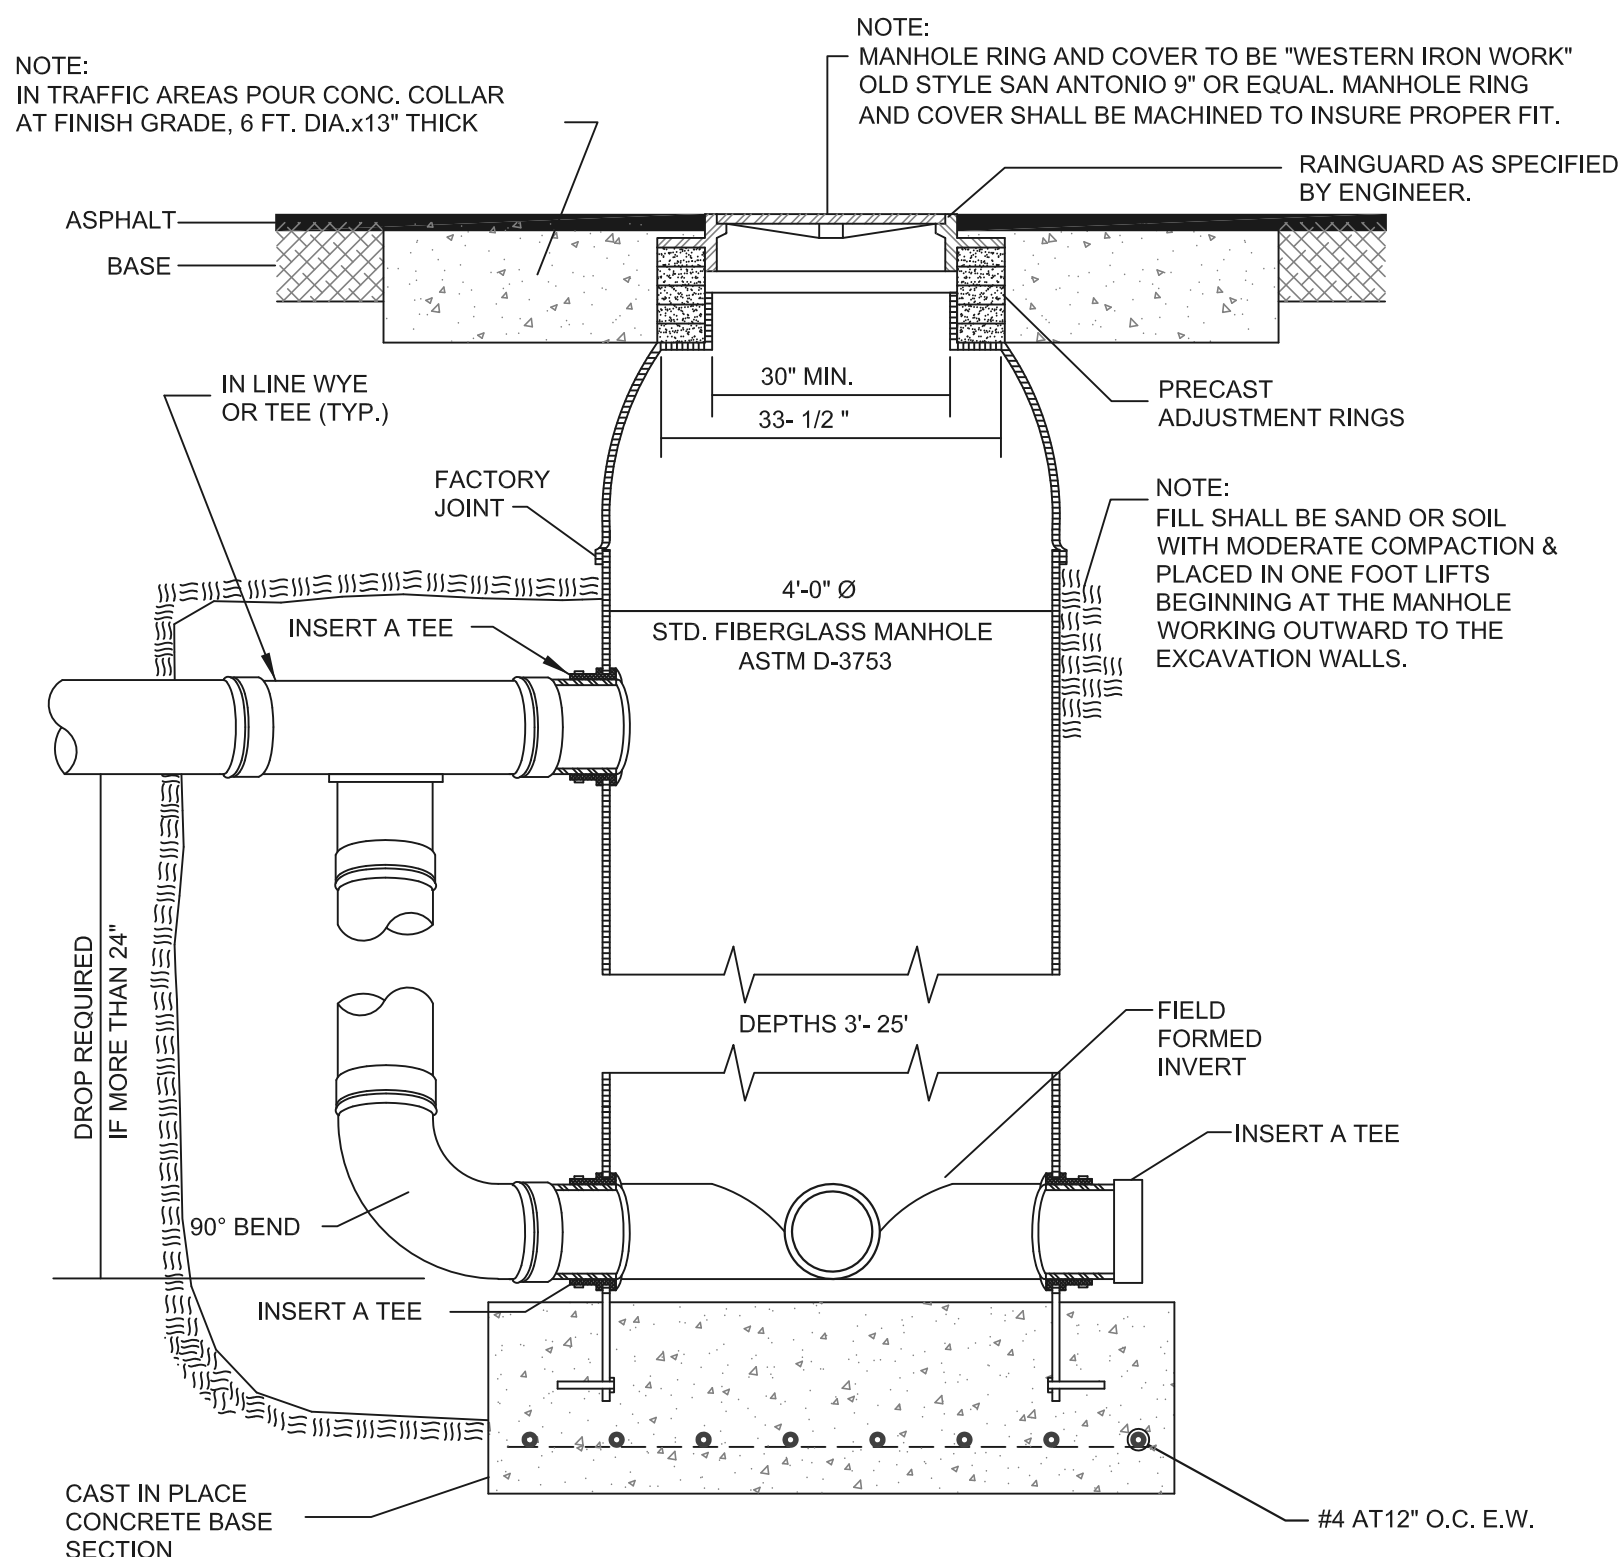 NOTE:
IN TRAFFIC AREAS POUR CONC. COLLAR
AT FINISH GRADE, 6 FT. DIA.x13" THICK
NOTE:
MANHOLE RING AND COVER TO BE "WESTERN IRON WORK"
OLD STYLE SAN ANTONIO 9" OR EQUAL. MANHOLE RING
AND COVER SHALL BE MACHINED TO INSURE PROPER FIT.
RAINGUARD AS SPECIFIED
BY ENGINEER.
ASPHALT
BASE
30" MIN.
33- 1/2 "
IN LINE WYE
OR TEE (TYP.)
PRECAST
ADJUSTMENT RINGS
FACTORY
JOINT
NOTE:
FILL SHALL BE SAND OR SOIL
WITH MODERATE COMPACTION &
PLACED IN ONE FOOT LIFTS
BEGINNING AT THE MANHOLE
WORKING OUTWARD TO THE
EXCAVATION WALLS.
4'-0" Ø
STD. FIBERGLASS MANHOLE
ASTM D-3753
INSERT A TEE
DROP REQUIRED
IF MORE THAN 24"
DEPTHS 3'- 25'
FIELD
FORMED
INVERT
INSERT A TEE
90° BEND
INSERT A TEE
CAST IN PLACE
CONCRETE BASE
SECTION
#4 AT12" O.C. E.W.